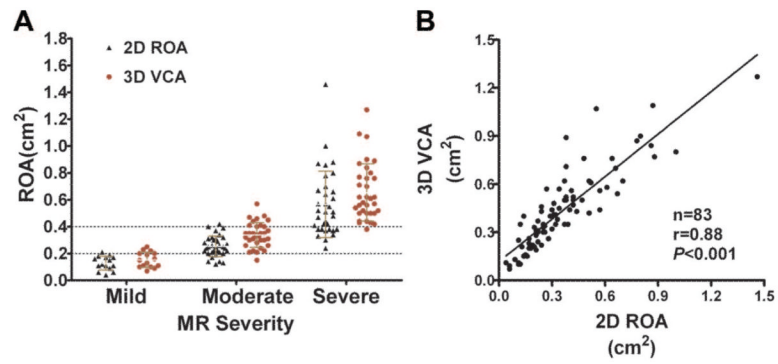 A
1.8
1.6
1.4
1.2
1.0
0.8
0.6
0.4
0.2
0.0
ROA(cm²)
2D ROA
3D VCA
Mild Moderate Severe
MR Severity
B
1.5
1.2
0.9
0.6
0.3
0.0
3D VCA
(cm²)
n=83
r=0.88
P<0.001
0.0 0.3 0.6 0.9 1.2 1.5
2D ROA
(cm²)